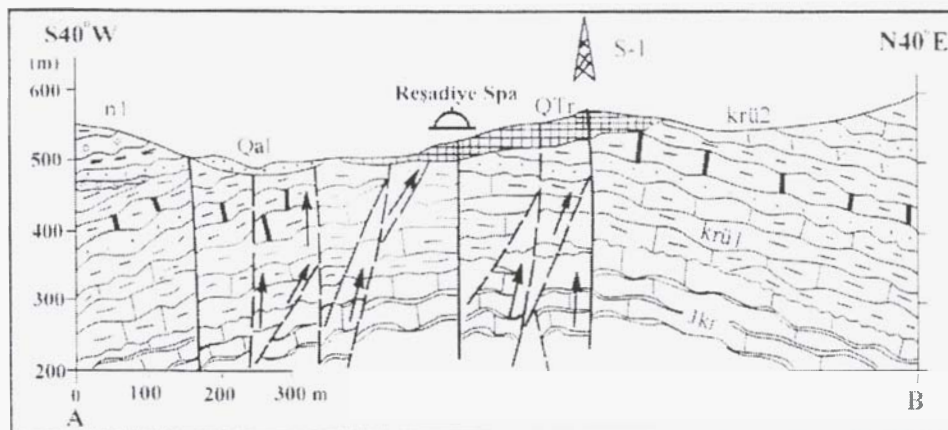 S40°W
S-1
N40°E
(m)
600
n1
Reşadiye Spa
QTr
krü2
Qal
500
400
krü1
300
Jkr
200
0 100 200 300 m
A
B